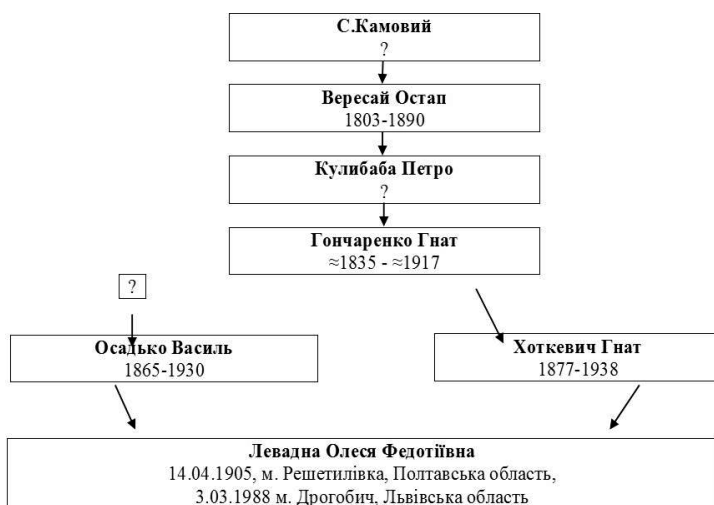 С.Камовий
?
Вересай Остап
1803-1890
Кулибаба Петро
?
Гончаренко Гнат
≈1835 - ≈1917
?
Осадько Василь
1865-1930
Хоткевич Гнат
1877-1938
Левадна Олеся Федотіївна
14.04.1905, м. Решетилівка, Полтавська область,
3.03.1988 м. Дрогобич, Львівська область